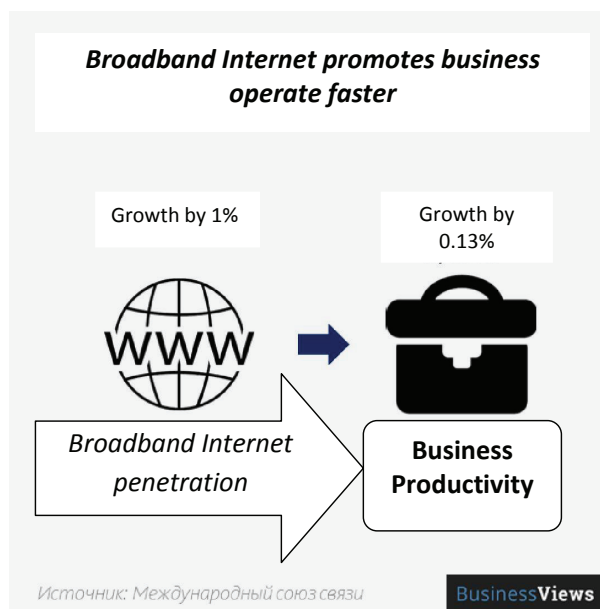 Broadband Internet promotes business
operate faster
Growth by 1%
Growth by
0.13%
WWW
Broadband Internet
penetration
Business
Productivity
Источник: Международный союз связи
BusinessViews